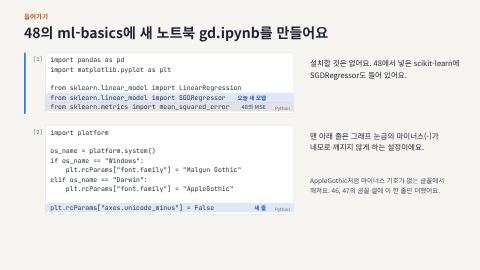 들어가기
48의 ml-basics에 새 노트북 gd.ipynb를 만들어요
[1]
import pandas as pd
import matplotlib.pyplot as plt
from sklearn.linear_model import LinearRegression
from sklearn.linear_model import SGDRegressor 오늘 새 모델
from sklearn.metrics import mean_squared_error 48의 MSE
Python
설치할 것은 없어요. 48에서 넣은 scikit-learn에
SGDRegressor도 들어 있어요.
[2]
import platform
os_name = platform.system()
if os_name == "Windows":
plt.rcParams["font.family"] = "Malgun Gothic"
elif os_name == "Darwin":
plt.rcParams["font.family"] = "AppleGothic"
plt.rcParams["axes.unicode_minus"] = False 새 줄
Python
맨 아래 줄은 그래프 눈금의 마이너스(-)가
네모로 깨지지 않게 하는 설정이에요.
AppleGothic처럼 마이너스 기호가 없는 글꼴에서
깨져요. 46, 47의 글꼴 셀에 이 한 줄만 더했어요.